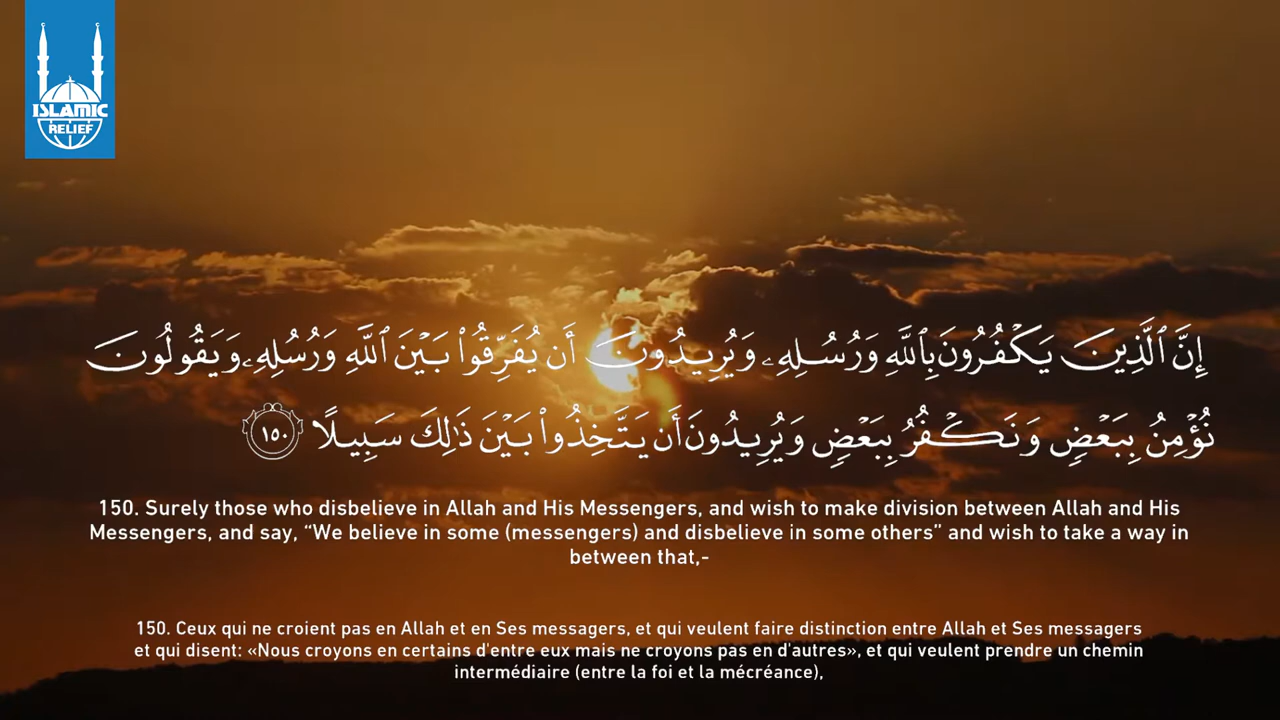 ISLAMIC
RELIEF
إِنَّ ٱلَّذِينَ يَكْفُرُونَ بِٱللَّهِ وَرُسُلِهِۦ وَيُرِيدُونَ أَن يُفَرِّقُوا۟ بَيْنَ ٱللَّهِ وَرُسُلِهِۦ وَيَقُولُونَ
نُؤْمِنُ بِبَعْضٍ وَنَكْفُرُ بِبَعْضٍ وَيُرِيدُونَ أَن يَتَّخِذُوا۟ بَيْنَ ذَٰلِكَ سَبِيلًا ١٥٠
150. Surely those who disbelieve in Allah and His Messengers, and wish to make division between Allah and His
Messengers, and say, “We believe in some (messengers) and disbelieve in some others” and wish to take a way in
between that,-
150. Ceux qui ne croient pas en Allah et en Ses messagers, et qui veulent faire distinction entre Allah et Ses messagers
et qui disent: «Nous croyons en certains d'entre eux mais ne croyons pas en d'autres», et qui veulent prendre un chemin
intermédiaire (entre la foi et la mécréance),